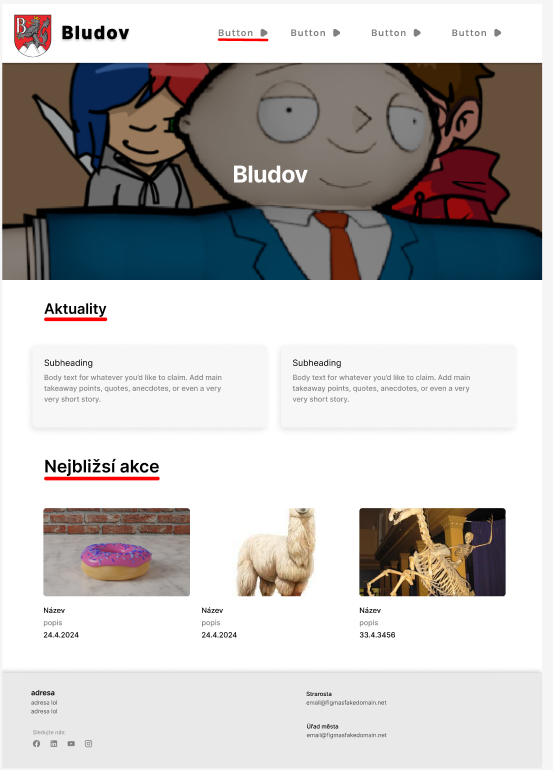 B
Bludov
Button Button Button Button
Bludov
Aktuality
Subheading
Body text for whatever you'd like to claim. Add main
takeaway points, quotes, anecdotes, or even a very
very short story.
Subheading
Body text for whatever you'd like to claim. Add main
takeaway points, quotes, anecdotes, or even a very
very short story.
Nejbližsí akce
Název
popis
24.4.2024
Název
popis
24.4.2024
Název
popis
33.4.3456
adresa
adresa lol
adresa lol
Sledujte nás:
Strarosta
email@figmasfakedomain.net
Úřad města
email@figmasfakedomain.net